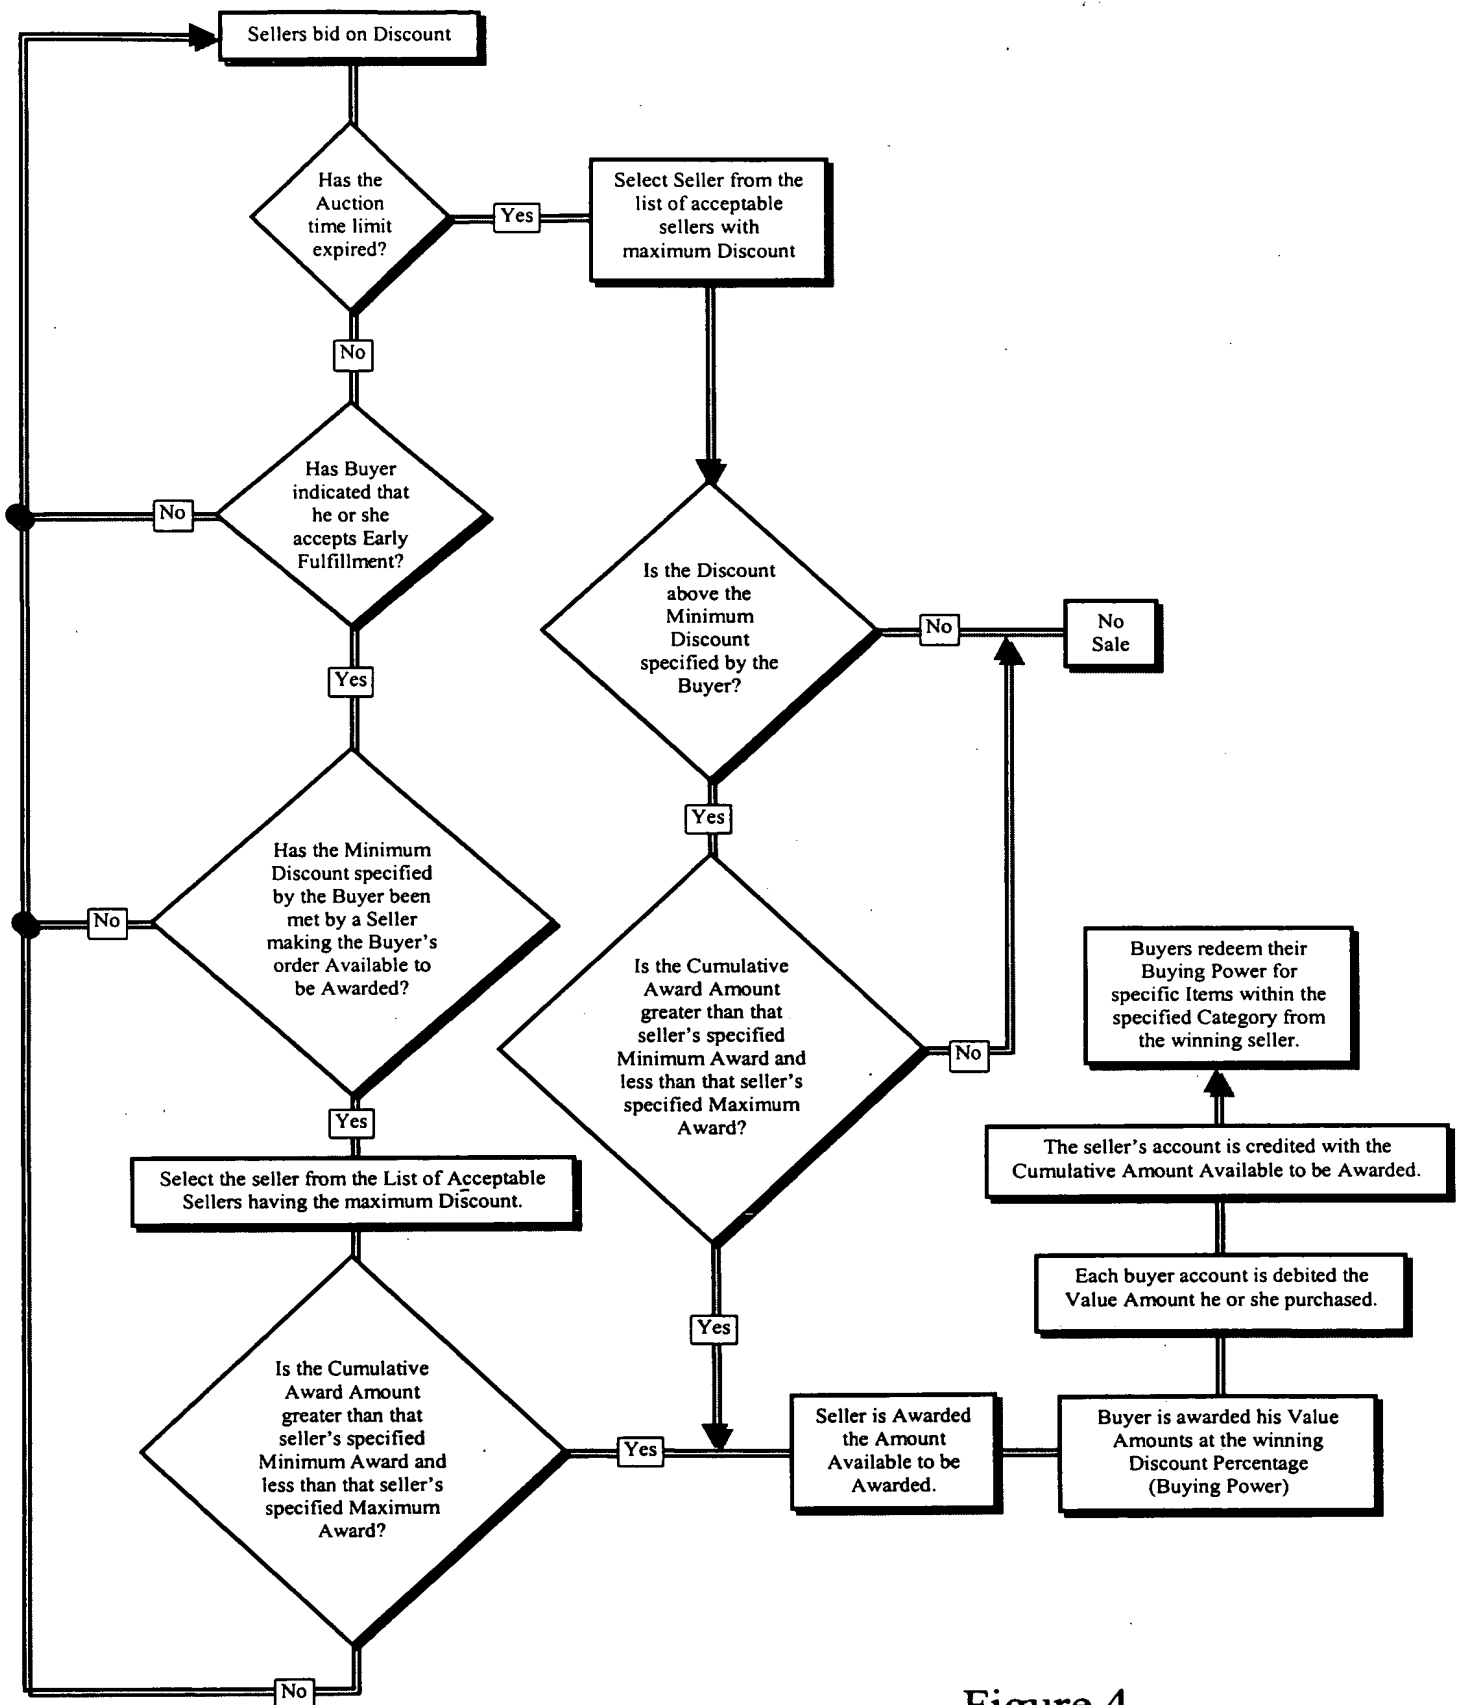 Sellers bid on Discount
Has the
Auction
time limit
expired?
Yes
Select Seller from the
list of acceptable
sellers with
maximum Discount
No
Has Buyer
indicated that
he or she
accepts Early
Fulfillment?
No
Yes
Is the Discount
above the
Minimum
Discount
specified by the
Buyer?
No
No
Sale
Yes
Has the Minimum
Discount specified
by the Buyer been
met by a Seller
making the Buyer's
order Available to
be Awarded?
No
Yes
Select the seller from the List of Acceptable
Sellers having the maximum Discount.
Is the Cumulative
Award Amount
greater than that
seller's specified
Minimum Award and
less than that seller's
specified Maximum
Award?
No
Yes
Is the Cumulative
Award Amount
greater than that
seller's specified
Minimum Award and
less than that seller's
specified Maximum
Award?
Yes
No
Seller is Awarded
the Amount
Available to be
Awarded.
Buyer is awarded his Value
Amounts at the winning
Discount Percentage
(Buying Power)
Each buyer account is debited the
Value Amount he or she purchased.
The seller's account is credited with the
Cumulative Amount Available to be Awarded.
Buyers redeem their
Buying Power for
specific Items within the
specified Category from
the winning seller.
Figure 4